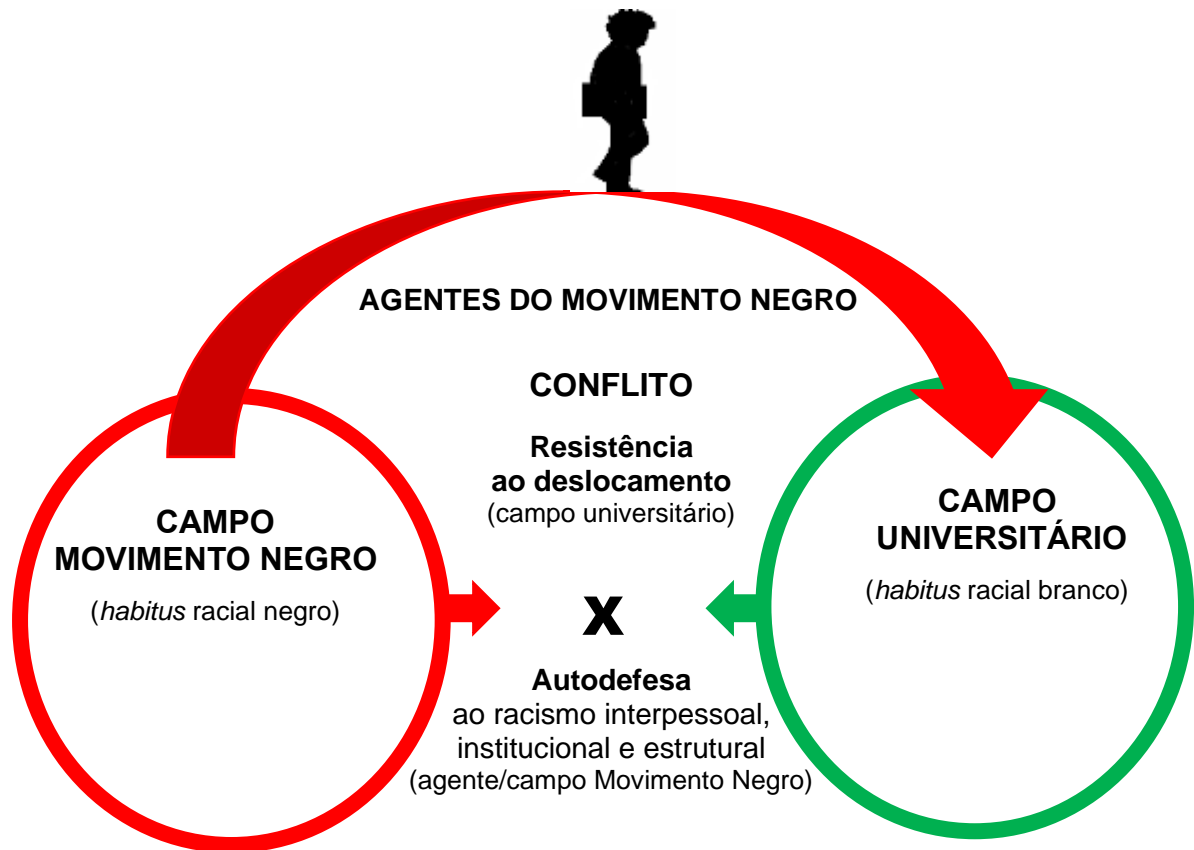 AGENTES DO MOVIMENTO NEGRO
CONFLITO
Resistência
ao deslocamento
(campo universitário)
CAMPO
MOVIMENTO NEGRO
(habitus racial negro)
CAMPO
UNIVERSITÁRIO
(habitus racial branco)
X
Autodefesa
ao racismo interpessoal,
institucional e estrutural
(agente/campo Movimento Negro)